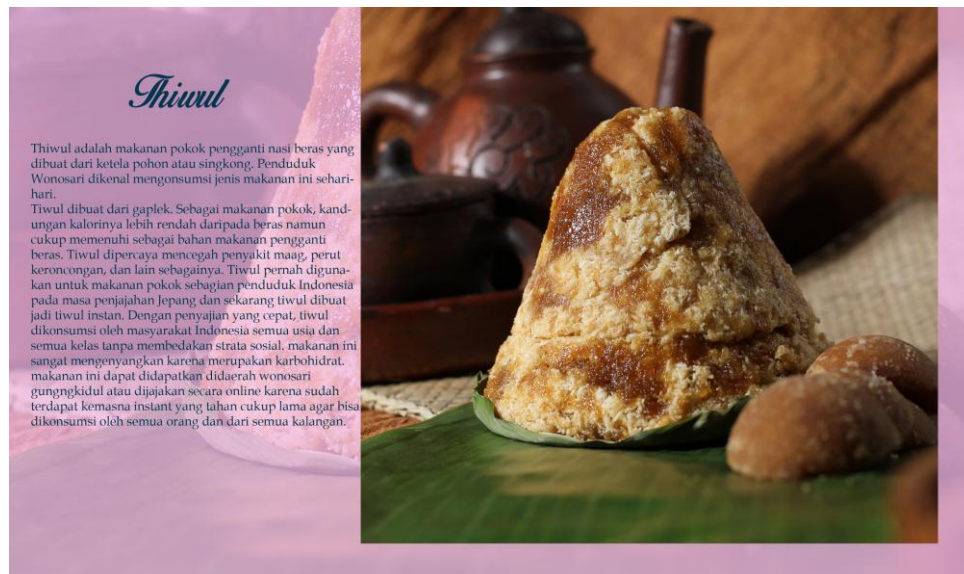 Thiwul
Thiwul adalah makanan pokok pengganti nasi beras yang
dibuat dari ketela pohon atau singkong. Penduduk
Wonosari dikenal mengonsumsi jenis makanan ini sehari-
hari.
Tiwul dibuat dari gaplek. Sebagai makanan pokok, kand-
ungan kalorinya lebih rendah daripada beras namun
cukup memenuhi sebagai bahan makanan pengganti
beras. Tiwul dipercaya mencegah penyakit maag, perut
keroncongan, dan lain sebagainya. Tiwul pernah diguna-
kan untuk makanan pokok sebagian penduduk Indonesia
pada masa penjajahan Jepang dan sekarang tiwul dibuat
jadi tiwul instan. Dengan penyajian yang cepat, tiwul
dikonsumsi oleh masyarakat Indonesia semua usia dan
semua kelas tanpa membedakan strata sosial. makanan ini
sangat mengenyangkan karena merupakan karbohidrat.
makanan ini dapat didapatkan didaerah wonosari
gungngkidul atau dijajakan secara online karena sudah
terdapat kemasna instant yang tahan cukup lama agar bisa
dikonsumsi oleh semua orang dan dari semua kalangan.